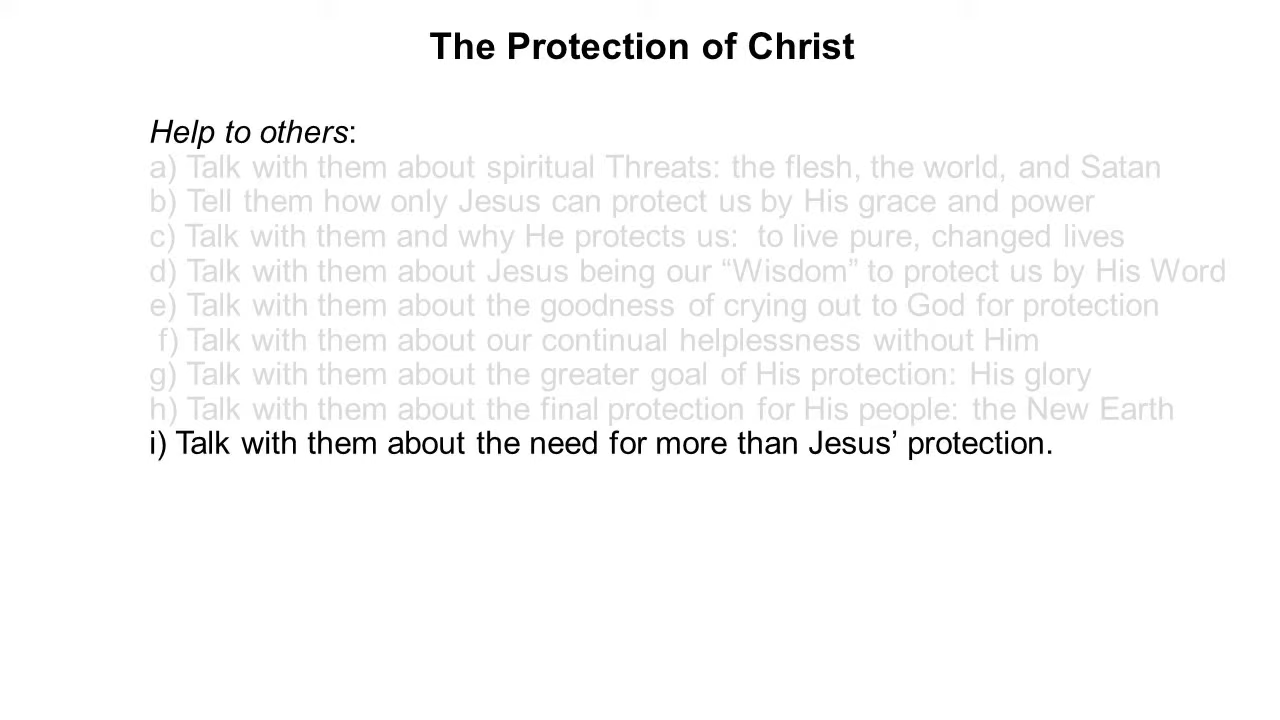 The Protection of Christ
Help to others:
a) Talk with them about spiritual Threats: the flesh, the world, and Satan
b) Tell them how only Jesus can protect us by His grace and power
c) Talk with them and why He protects us:  to live pure, changed lives
d) Talk with them about Jesus being our “Wisdom” to protect us by His Word
e) Talk with them about the goodness of crying out to God for protection
f) Talk with them about our continual helplessness without Him
g) Talk with them about the greater goal of His protection: His glory
h) Talk with them about the final protection for His people: the New Earth
i) Talk with them about the need for more than Jesus’ protection.